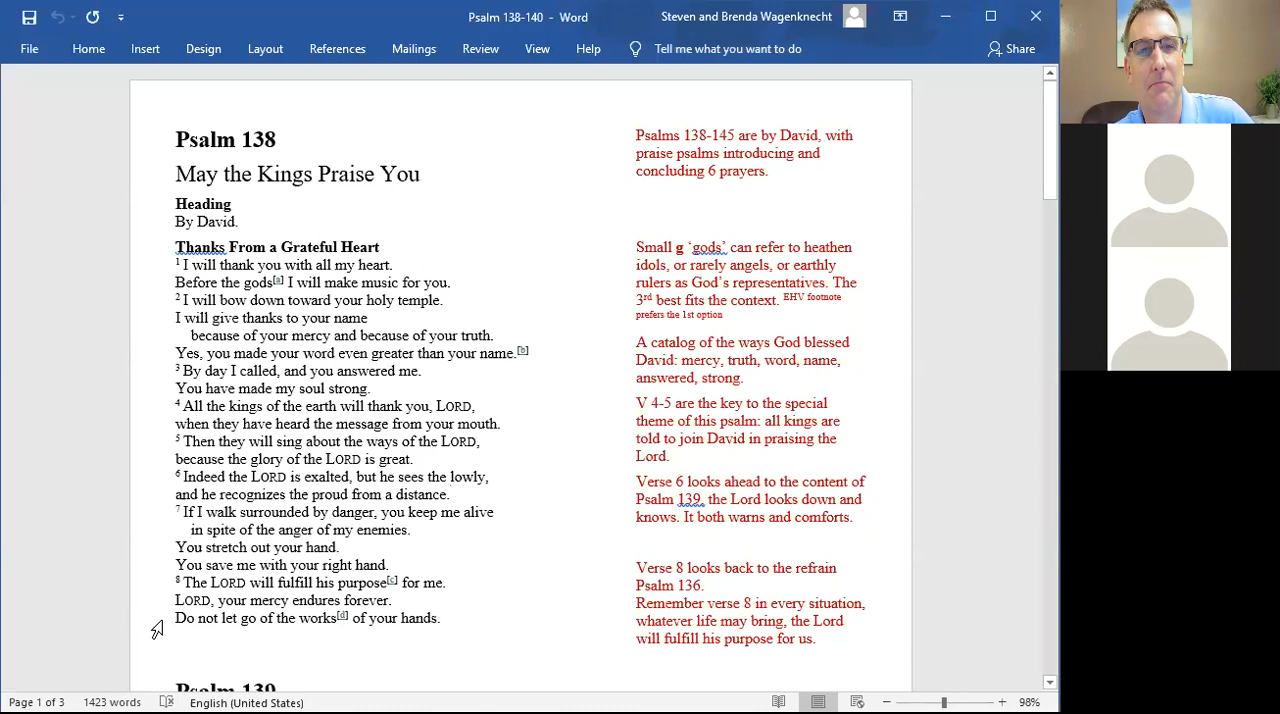 Psalm 138-140 - Word
Steven and Brenda Wagenknecht
File Home Insert Design Layout References Mailings Review View Help Tell me what you want to do Share
Psalm 138
May the Kings Praise You
Heading
By David.
Thanks From a Grateful Heart
1 I will thank you with all my heart.
Before the gods[a] I will make music for you.
2 I will bow down toward your holy temple.
I will give thanks to your name
because of your mercy and because of your truth.
Yes, you made your word even greater than your name.[b]
3 By day I called, and you answered me.
You have made my soul strong.
4 All the kings of the earth will thank you, LORD,
when they have heard the message from your mouth.
5 Then they will sing about the ways of the LORD,
because the glory of the LORD is great.
6 Indeed the LORD is exalted, but he sees the lowly,
and he recognizes the proud from a distance.
7 If I walk surrounded by danger, you keep me alive
in spite of the anger of my enemies.
You stretch out your hand.
You save me with your right hand.
8 The LORD will fulfill his purpose[c] for me.
LORD, your mercy endures forever.
Do not let go of the works[d] of your hands.
Psalms 138-145 are by David, with
praise psalms introducing and
concluding 6 prayers.
Small g ‘gods’ can refer to heathen
idols, or rarely angels, or earthly
rulers as God’s representatives. The
3rd best fits the context. EHV footnote
prefers the 1st option
A catalog of the ways God blessed
David: mercy, truth, word, name,
answered, strong.
V 4-5 are the key to the special
theme of this psalm: all kings are
told to join David in praising the
Lord.
Verse 6 looks ahead to the content of
Psalm 139, the Lord looks down and
knows. It both warns and comforts.
Verse 8 looks back to the refrain
Psalm 136.
Remember verse 8 in every situation,
whatever life may bring, the Lord
will fulfill his purpose for us.
Psalm 139
Page 1 of 3 1423 words English (United States) 98%